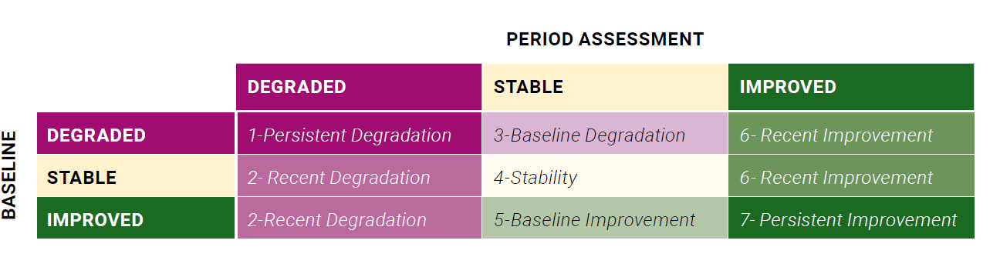 PERIOD ASSESSMENT
DEGRADED STABLE IMPROVED
BASELINE
DEGRADED 1-Persistent Degradation 3-Baseline Degradation 6- Recent Improvement
STABLE 2- Recent Degradation 4-Stability 6- Recent Improvement
IMPROVED 2-Recent Degradation 5-Baseline Improvement 7- Persistent Improvement